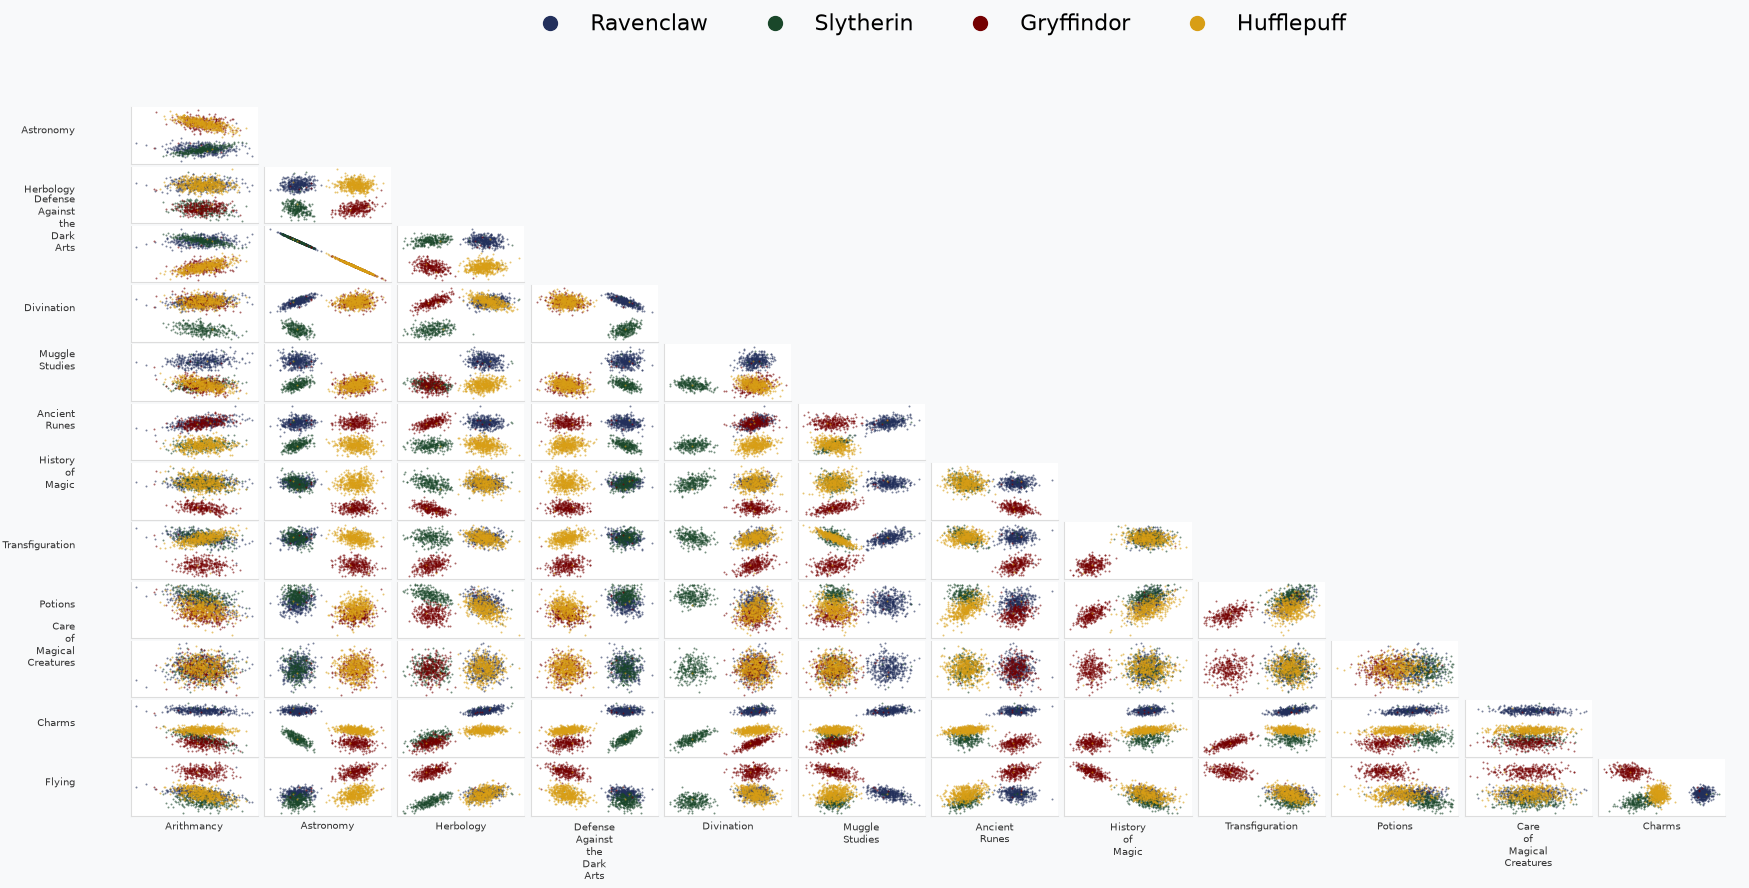 Ravenclaw Slytherin Gryffindor Hufflepuff
Astronomy
Herbology
Defense
Against
the
Dark
Arts
Divination
Muggle
Studies
Ancient
Runes
History
of
Magic
Transfiguration
Potions
Care
of
Magical
Creatures
Charms
Flying
Arithmancy
Astronomy
Herbology
Defense
Against
the
Dark
Arts
Divination
Muggle
Studies
Ancient
Runes
History
of
Magic
Transfiguration
Potions
Care
of
Magical
Creatures
Charms